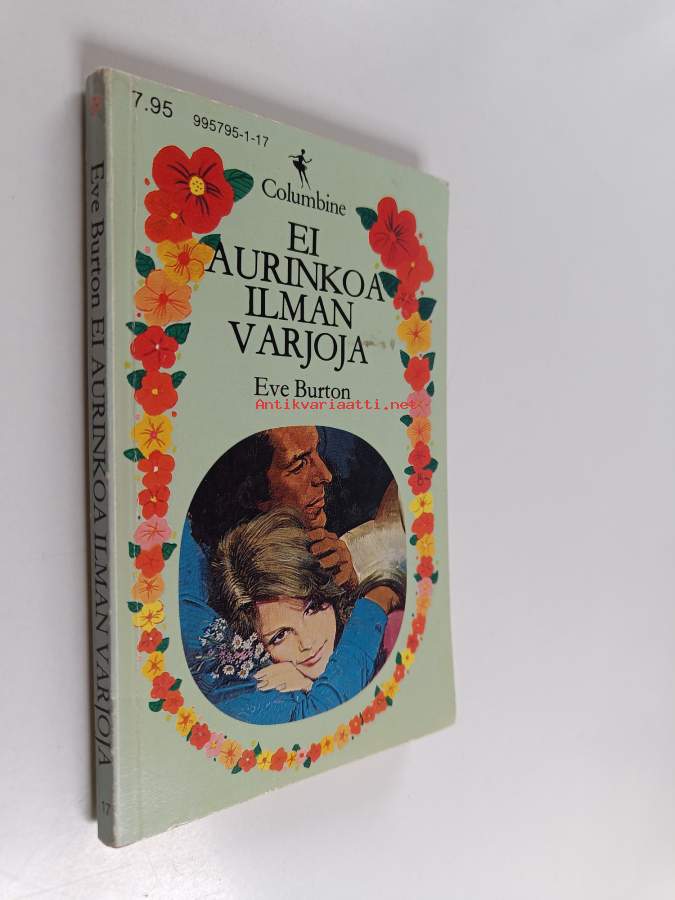 7.95
995795-1-17
Columbine
EI
AURINKOA
ILMAN
VARJOJA
Eve Burton
Antikvariaatti.net
Eve Burton EI AURINKOA ILMAN VARJOJA
17